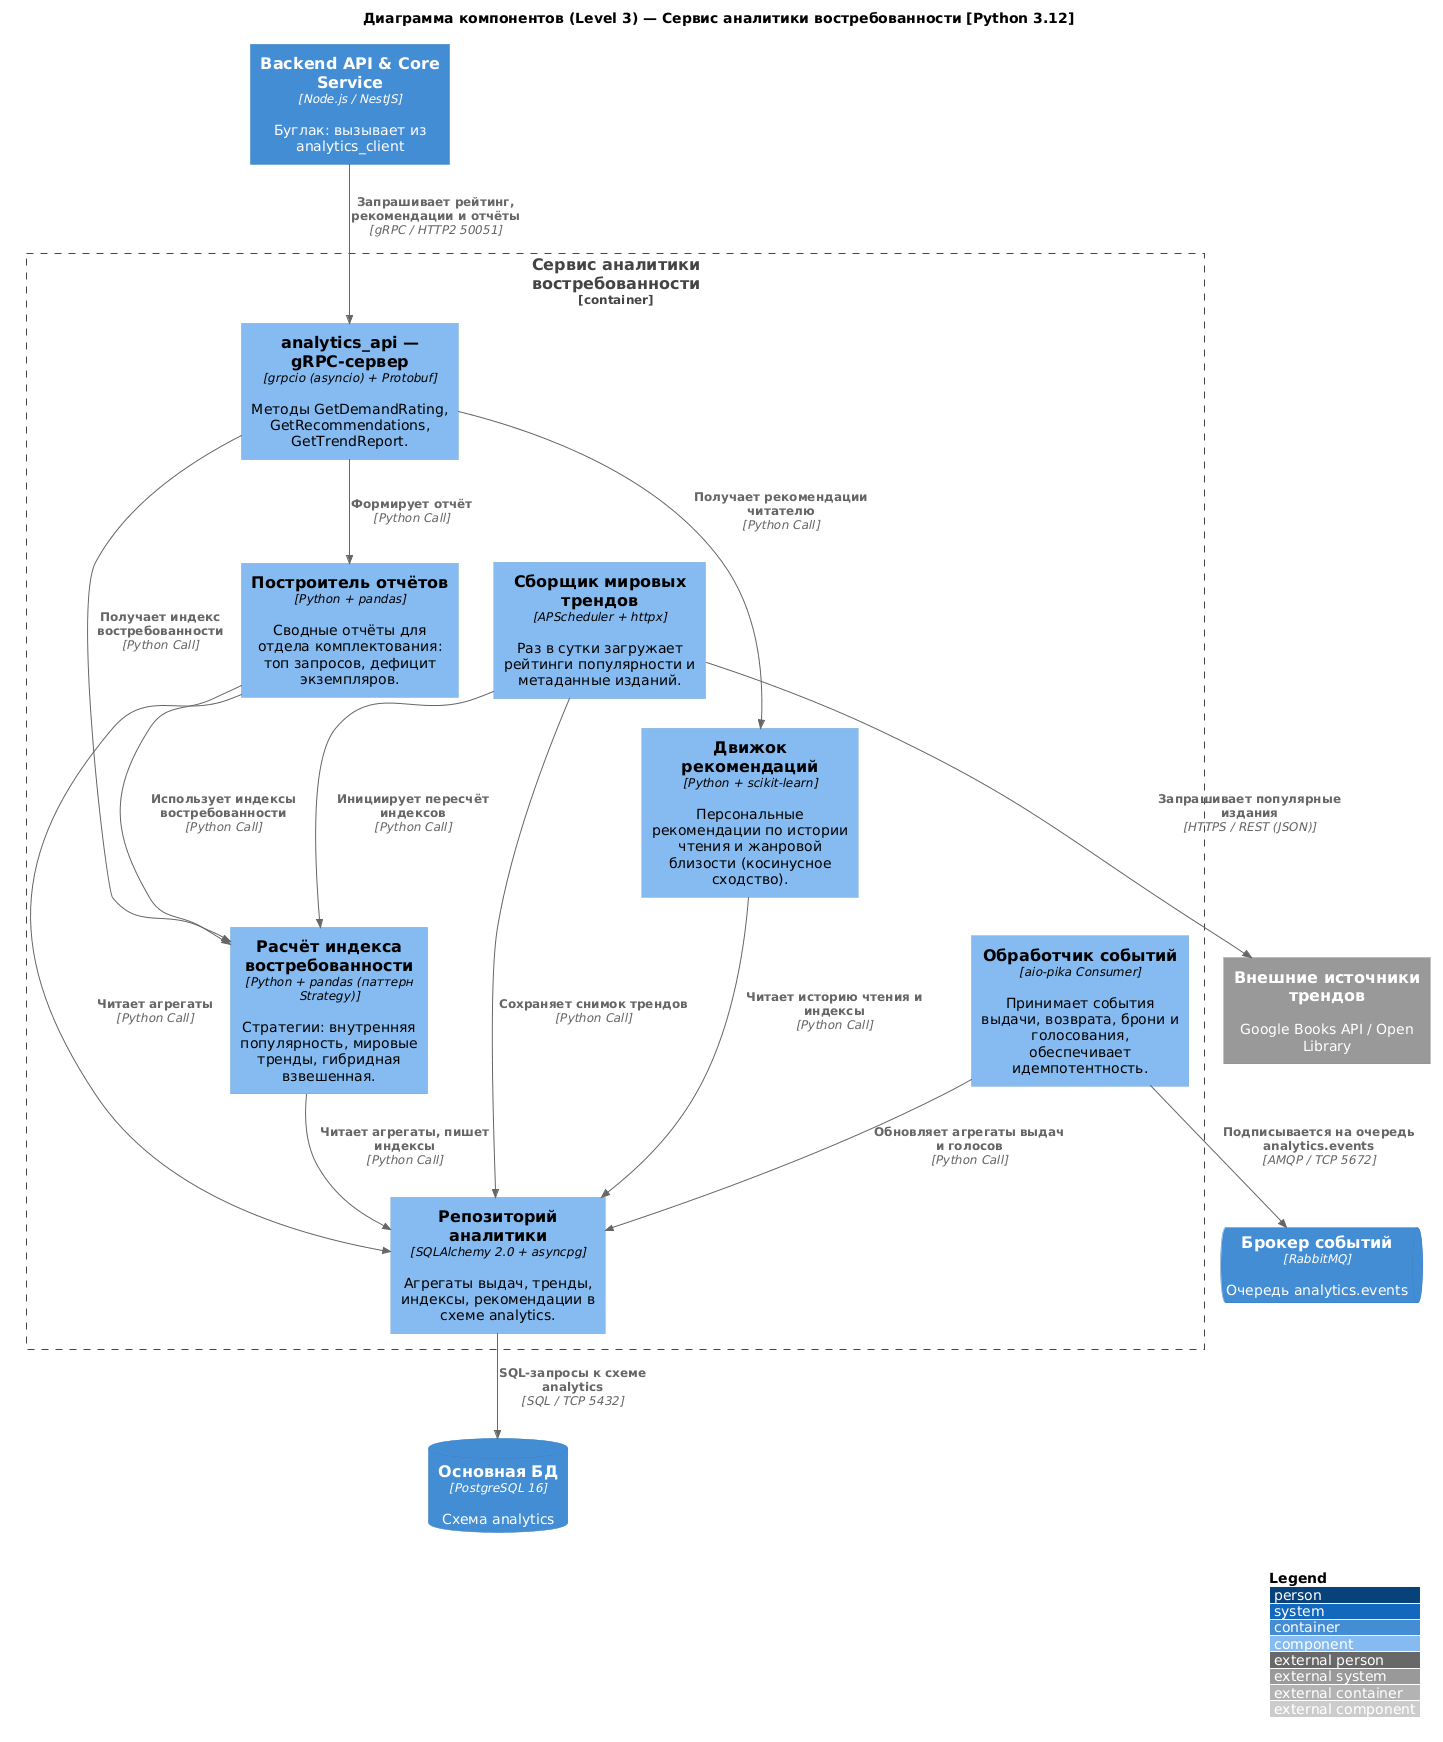 Диаграмма компонентов (Level 3) — Сервис аналитики востребованности [Python 3.12]
Backend API & Core
Service
[Node.js / NestJS]
Буглак: вызывает из
analytics_client
Запрашивает рейтинг,
рекомендации и отчёты
[gRPC / HTTP2 50051]
Сервис аналитики
востребованности
[container]
analytics_api —
gRPC-сервер
[grpcio (asyncio) + Protobuf]
Методы GetDemandRating,
GetRecommendations,
GetTrendReport.
Формирует отчёт
[Python Call]
Получает рекомендации
читателю
[Python Call]
Получает индекс
востребованности
[Python Call]
Построитель отчётов
[Python + pandas]
Сводные отчёты для
отдела комплектования:
топ запросов, дефицит
экземпляров.
Сборщик мировых
трендов
[APScheduler + httpx]
Раз в сутки загружает
рейтинги популярности и
метаданные изданий.
Движок
рекомендаций
[Python + scikit-learn]
Персональные
рекомендации по истории
чтения и жанровой
близости (косинусное
сходство).
Использует индексы
востребованности
[Python Call]
Инициирует пересчёт
индексов
[Python Call]
Запрашивает популярные
издания
[HTTPS / REST (JSON)]
Расчёт индекса
востребованности
[Python + pandas (паттерн
Strategy)]
Стратегии: внутренняя
популярность, мировые
тренды, гибридная
взвешенная.
Обработчик событий
[aio-pika Consumer]
Принимает события
выдачи, возврата, брони и
голосования,
обеспечивает
идемпотентность.
Внешние источники
трендов
Google Books API / Open
Library
Читает агрегаты
[Python Call]
Сохраняет снимок трендов
[Python Call]
Читает историю чтения и
индексы
[Python Call]
Читает агрегаты, пишет
индексы
[Python Call]
Обновляет агрегаты выдач
и голосов
[Python Call]
Подписывается на очередь
analytics.events
[AMQP / TCP 5672]
Репозиторий
аналитики
[SQLAlchemy 2.0 + asyncpg]
Агрегаты выдач, тренды,
индексы, рекомендации в
схеме analytics.
Брокер событий
[RabbitMQ]
Очередь analytics.events
SQL-запросы к схеме
analytics
[SQL / TCP 5432]
Основная БД
[PostgreSQL 16]
Схема analytics
Legend
person
system
container
component
external person
external system
external container
external component